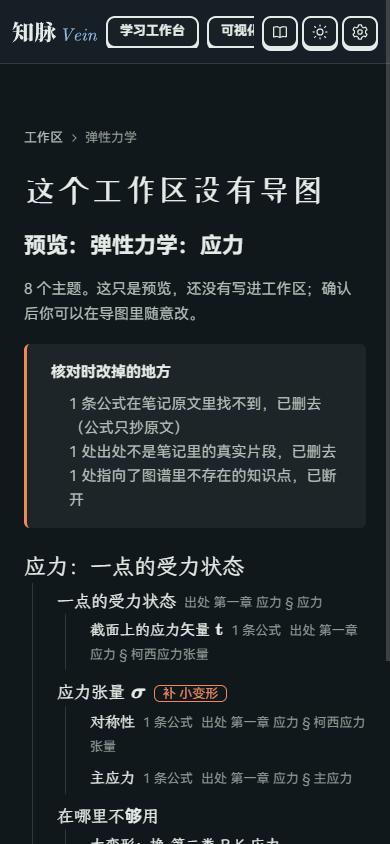 知脉 Vein 学习工作台
工作区 > 弹性力学
这个工作区没有导图
预览：弹性力学：应力
8 个主题。这只是预览，还没有写进工作区；确认
后你可以在导图里随意改。
核对时改掉的地方
1 条公式在笔记原文里找不到，已删去
（公式只抄原文）
1 处出处不是笔记里的真实片段，已删去
1 处指向了图谱里不存在的知识点，已断
开
应力：一点的受力状态
一点的受力状态 出处 第一章 应力 § 应力
截面上的应力矢量 t 1 条公式 出处 第一章
应力 § 柯西应力张量
应力张量 σ 补 小变形
对称性 1 条公式 出处 第一章 应力 § 柯西应力
张量
主应力 1 条公式 出处 第一章 应力 § 主应力
在哪里不够用
大变形：换 第二类 P-K 应力